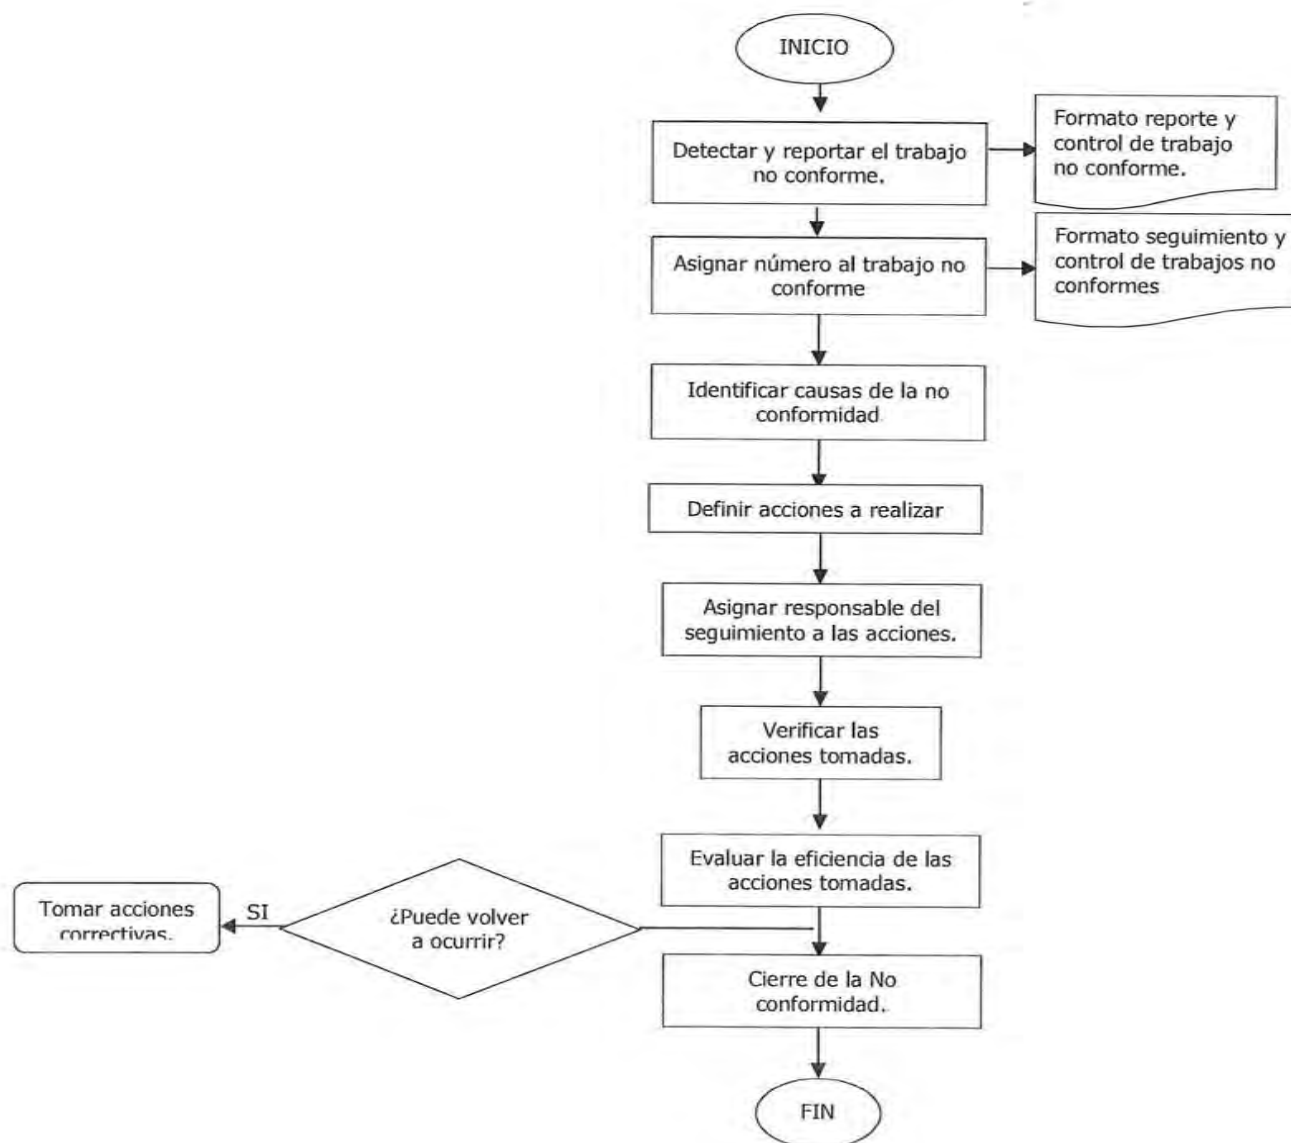 INICIO
Detectar y reportar el trabajo
no conforme.
Formato reporte y
control de trabajo
no conforme.
Asignar número al trabajo no
conforme
Formato seguimiento y
control de trabajos no
conformes
Identificar causas de la no
conformidad
Definir acciones a realizar
Asignar responsable del
seguimiento a las acciones.
Verificar las
acciones tomadas.
Evaluar la eficiencia de las
acciones tomadas.
¿Puede volver
a ocurrir?
SI
Tomar acciones
correctivas.
Cierre de la No
conformidad.
FIN